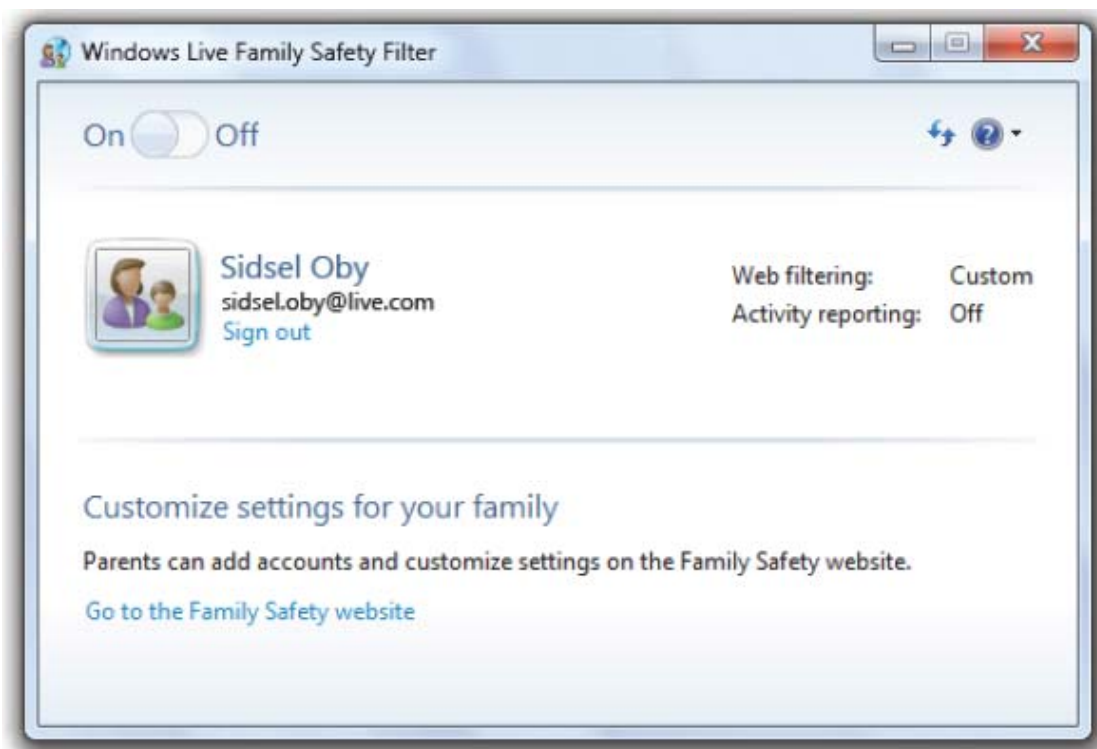 Windows Live Family Safety Filter
On Off
Sidsel Oby
sidsel.oby@live.com
Sign out
Web filtering: Custom
Activity reporting: Off
Customize settings for your family
Parents can add accounts and customize settings on the Family Safety website.
Go to the Family Safety website